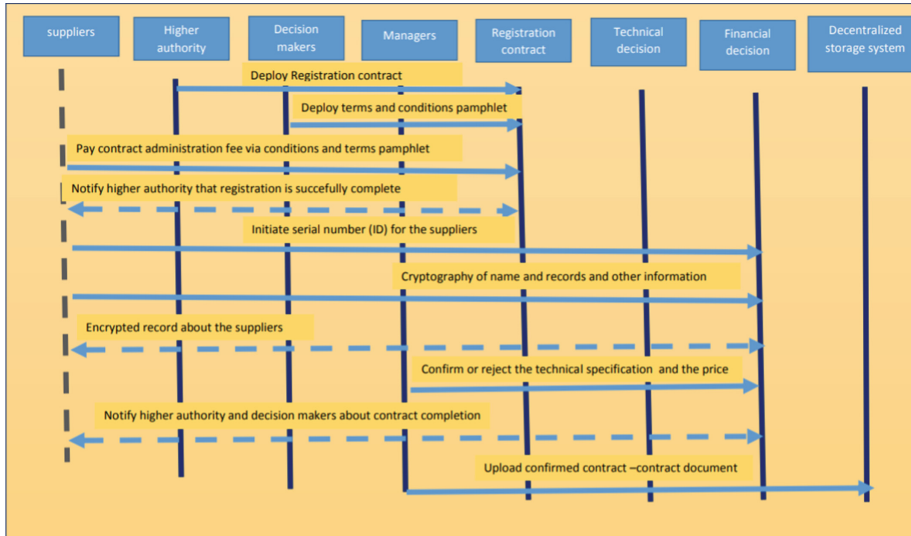 suppliers
Higher
authority
Decision
makers
Managers
Registration
contract
Technical
decision
Financial
decision
Decentralized
storage system
Deploy Registration contract
Deploy terms and conditions pamphlet
Pay contract administration fee via conditions and terms pamphlet
Notify higher authority that registration is succefully complete
Initiate serial number (ID) for the suppliers
Cryptography of name and records and other information
Encrypted record about the suppliers
Confirm or reject the technical specification and the price
Notify higher authority and decision makers about contract completion
Upload confirmed contract –contract document